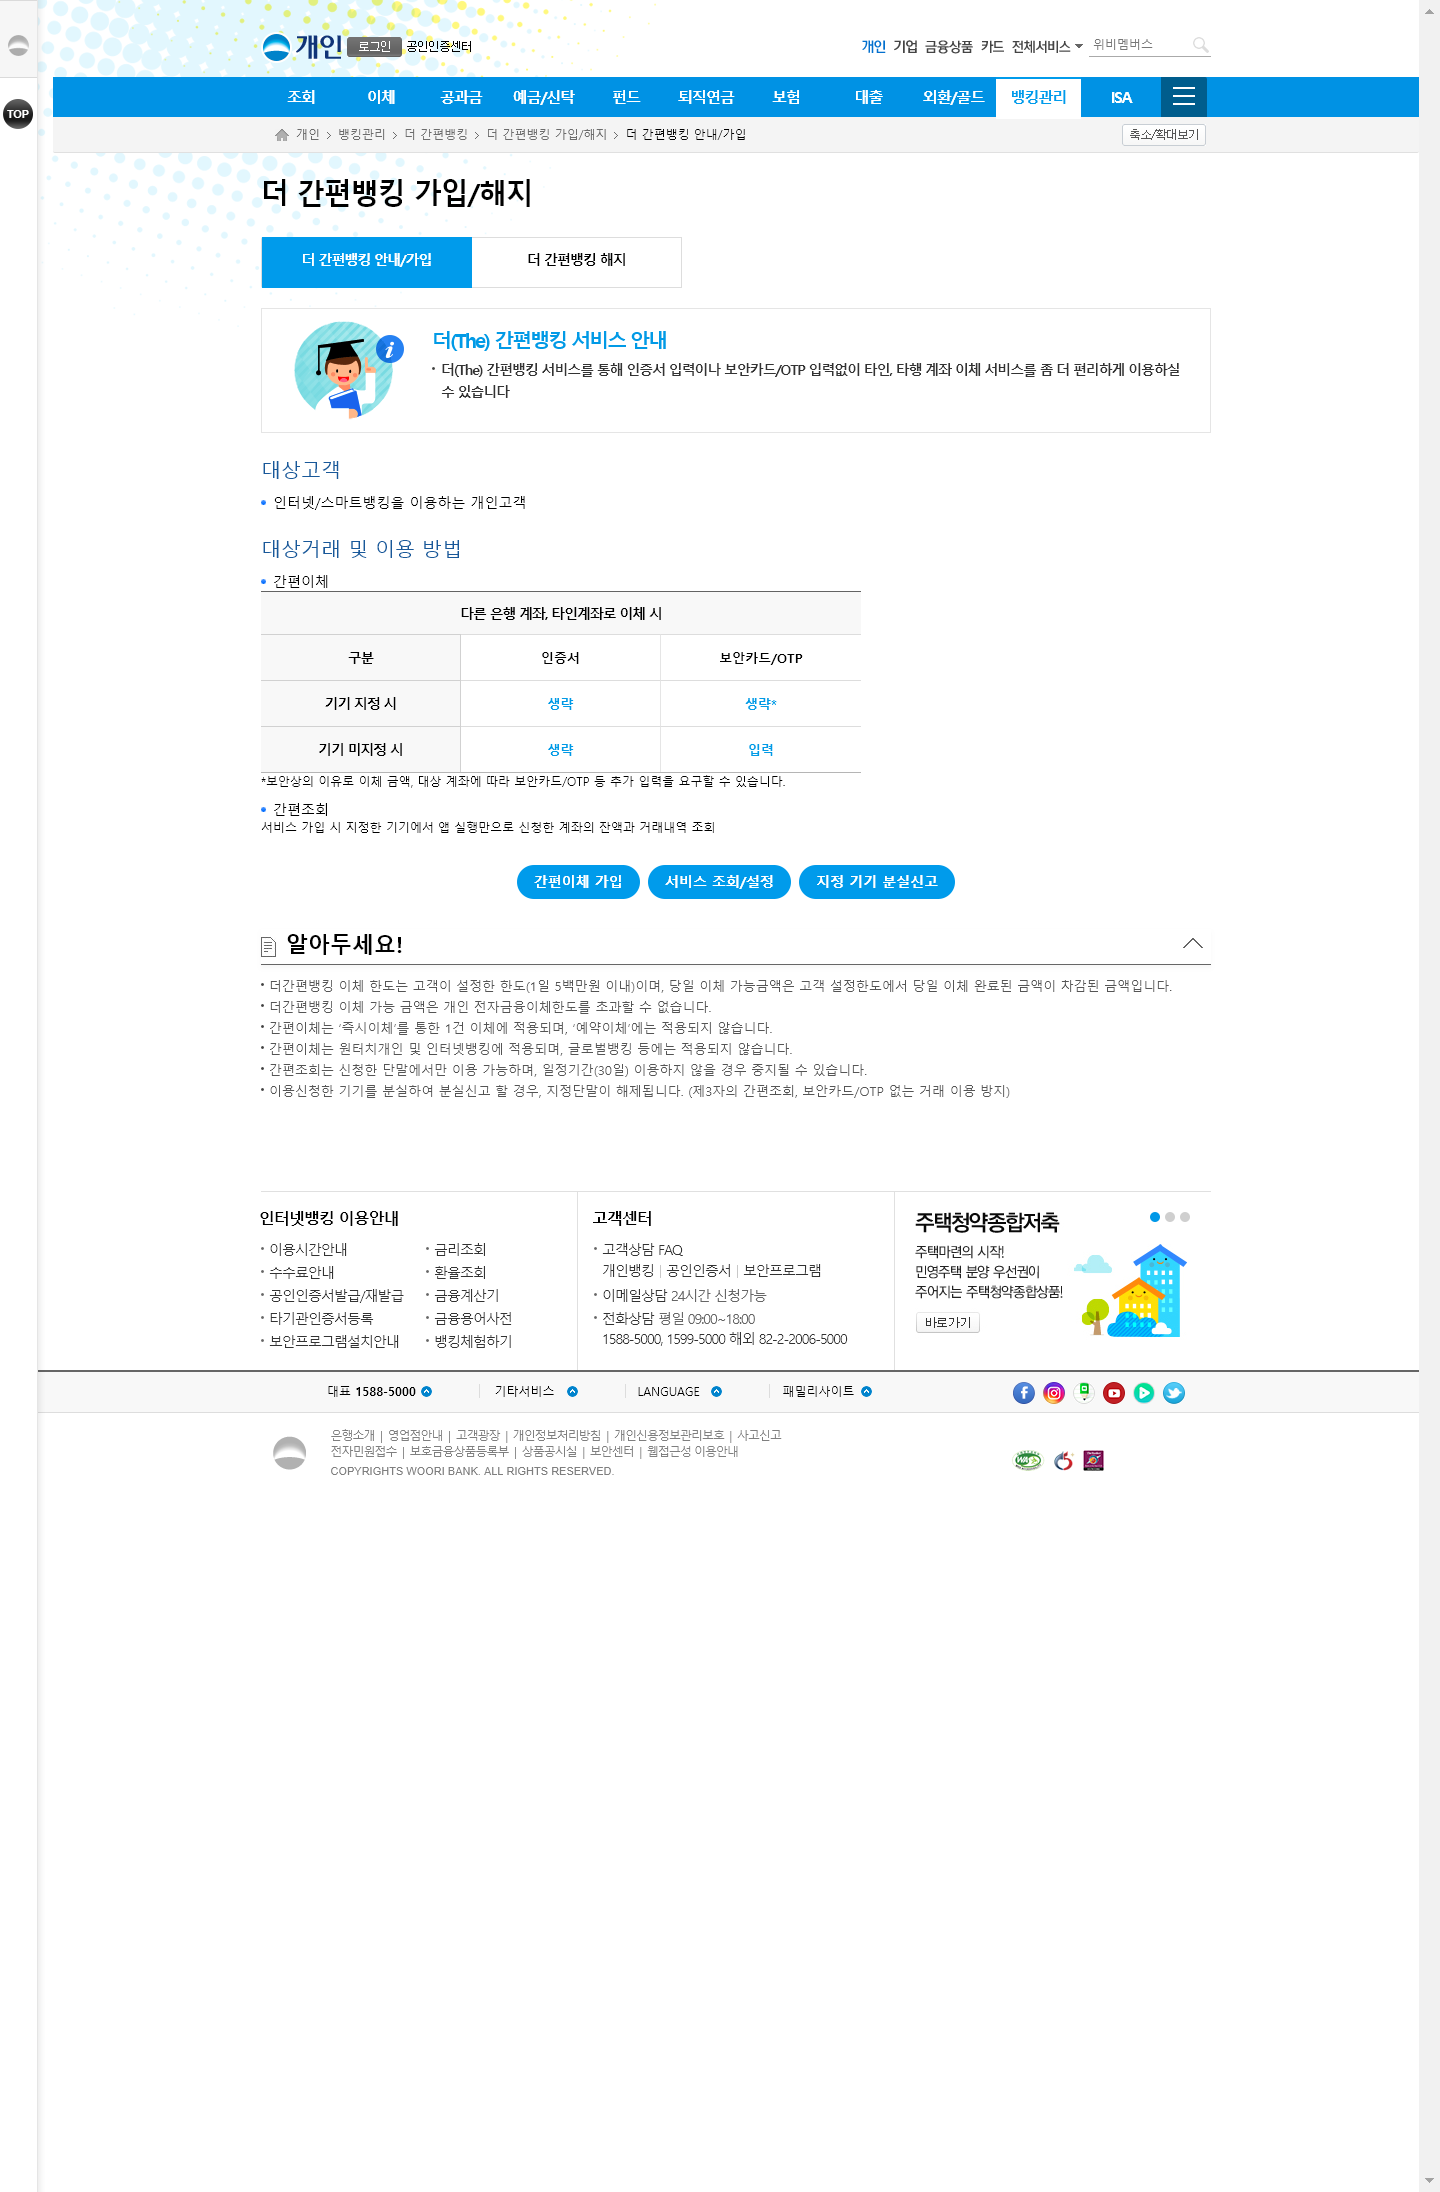 개인 로그인 공인인증센터
개인 기업 금융상품 카드 전체서비스 위비멤버스
TOP
조회 이체 공과금 예금/신탁 펀드 퇴직연금 보험 대출 외환/골드 뱅킹관리 ISA
개인 > 뱅킹관리 > 더 간편뱅킹 > 더 간편뱅킹 가입/해지 > 더 간편뱅킹 안내/가입
축소/확대보기
더 간편뱅킹 가입/해지
더 간편뱅킹 안내/가입 더 간편뱅킹 해지
더(The) 간편뱅킹 서비스 안내
더(The) 간편뱅킹 서비스를 통해 인증서 입력이나 보안카드/OTP 입력없이 타인, 타행 계좌 이체 서비스를 좀 더 편리하게 이용하실
수 있습니다
대상고객
인터넷/스마트뱅킹을 이용하는 개인고객
대상거래 및 이용 방법
간편이체
다른 은행 계좌, 타인계좌로 이체 시
구분 인증서 보안카드/OTP
기기 지정 시 생략 생략*
기기 미지정 시 생략 입력
*보안상의 이유로 이체 금액, 대상 계좌에 따라 보안카드/OTP 등 추가 입력을 요구할 수 있습니다.
간편조회
서비스 가입 시 지정한 기기에서 앱 실행만으로 신청한 계좌의 잔액과 거래내역 조회
간편이체 가입 서비스 조회/설정 지정 기기 분실신고
알아두세요!
더간편뱅킹 이체 한도는 고객이 설정한 한도(1일 5백만원 이내)이며, 당일 이체 가능금액은 고객 설정한도에서 당일 이체 완료된 금액이 차감된 금액입니다.
더간편뱅킹 이체 가능 금액은 개인 전자금융이체한도를 초과할 수 없습니다.
간편이체는 '즉시이체'를 통한 1건 이체에 적용되며, '예약이체'에는 적용되지 않습니다.
간편이체는 원터치개인 및 인터넷뱅킹에 적용되며, 글로벌뱅킹 등에는 적용되지 않습니다.
간편조회는 신청한 단말에서만 이용 가능하며, 일정기간(30일) 이용하지 않을 경우 중지될 수 있습니다.
이용신청한 기기를 분실하여 분실신고 할 경우, 지정단말이 해제됩니다. (제3자의 간편조회, 보안카드/OTP 없는 거래 이용 방지)
인터넷뱅킹 이용안내
이용시간안내 금리조회
수수료안내 환율조회
공인인증서발급/재발급 금융계산기
타기관인증서등록 금융용어사전
보안프로그램설치안내 뱅킹체험하기
고객센터
고객상담 FAQ
개인뱅킹 | 공인인증서 | 보안프로그램
이메일상담 24시간 신청가능
전화상담 평일 09:00~18:00
1588-5000, 1599-5000 해외 82-2-2006-5000
주택청약종합저축
주택마련의 시작!
민영주택 분양 우선권이
주어지는 주택청약종합상품!
바로가기
대표 1588-5000 기타서비스 LANGUAGE 패밀리사이트
은행소개 | 영업점안내 | 고객광장 | 개인정보처리방침 | 개인신용정보관리보호 | 사고신고
전자민원접수 | 보호금융상품등록부 | 상품공시실 | 보안센터 | 웹접근성 이용안내
COPYRIGHTS WOORI BANK. ALL RIGHTS RESERVED.